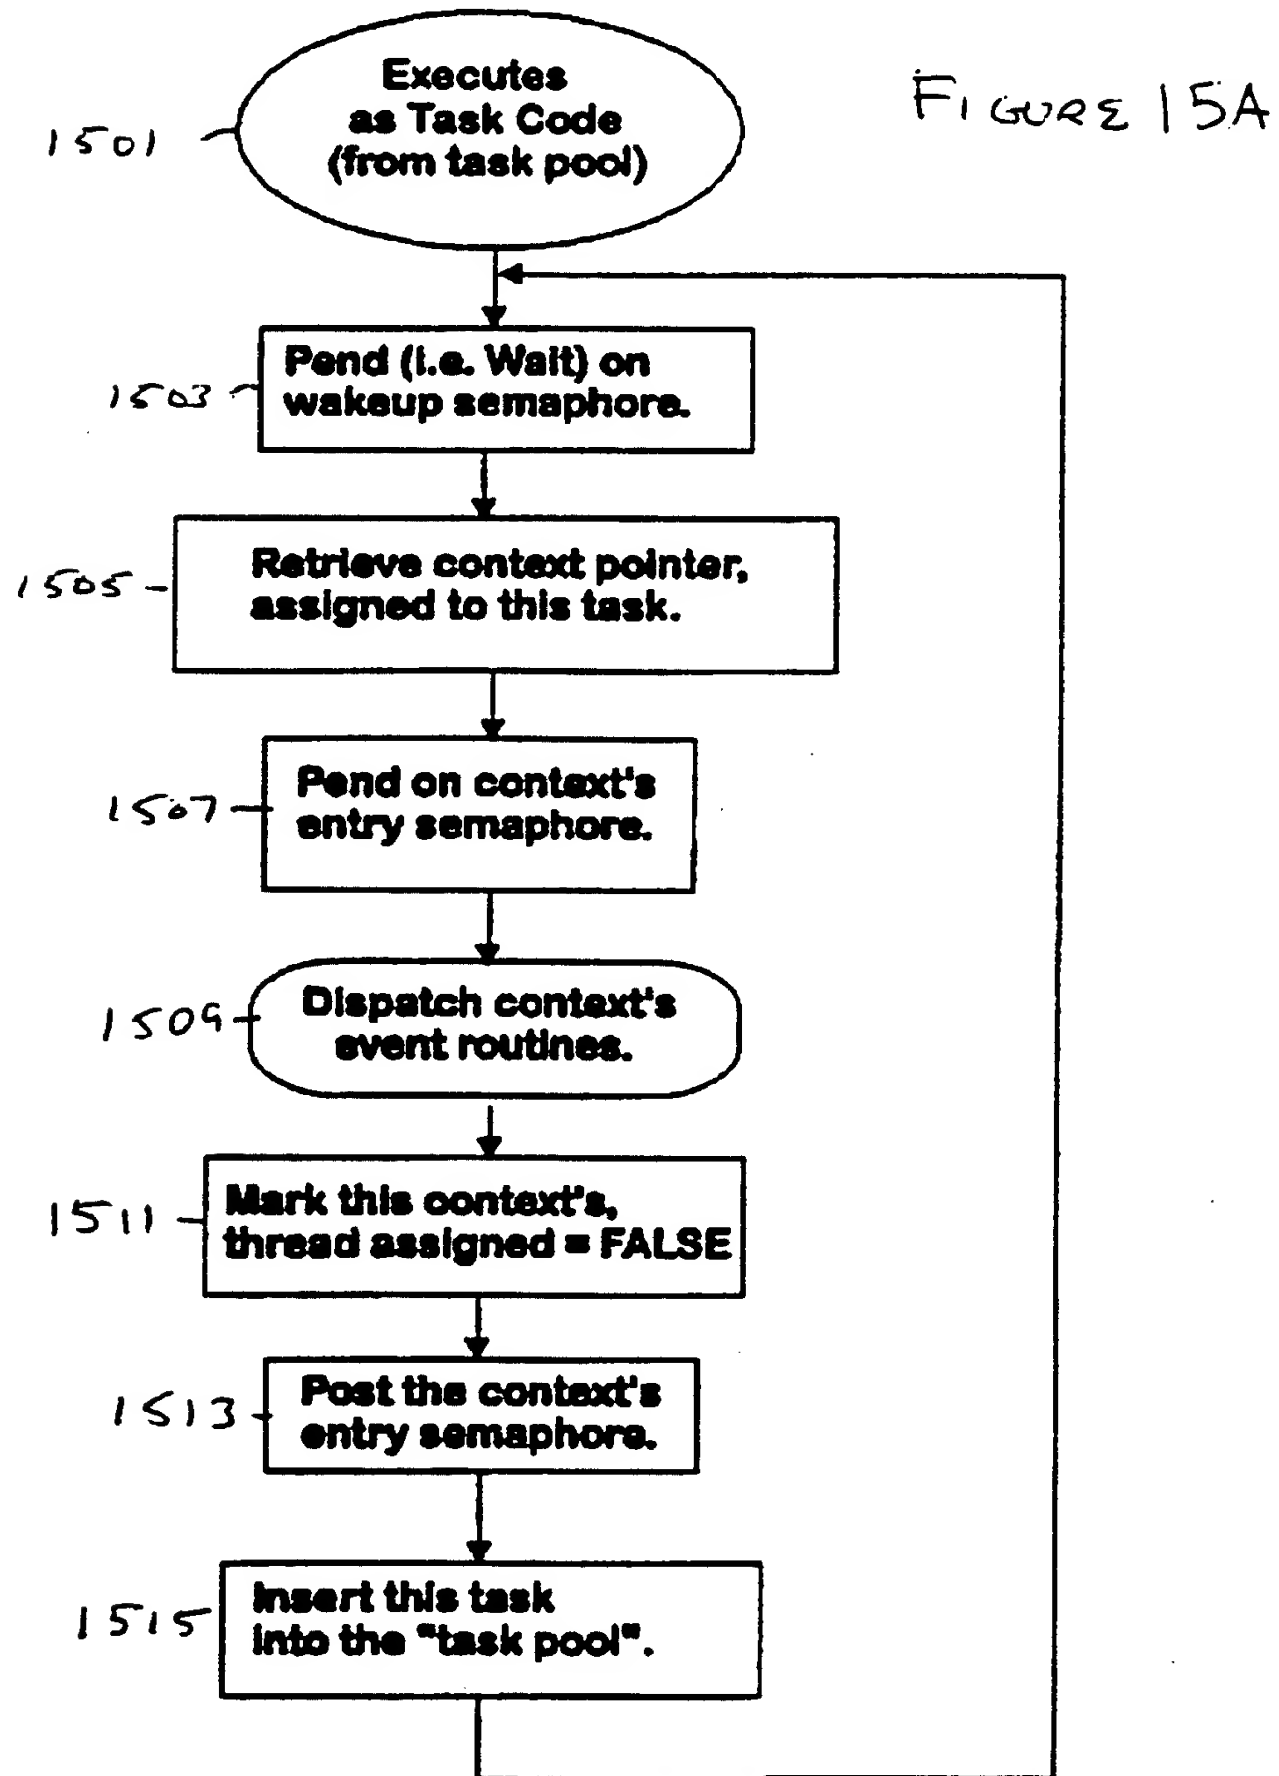 Executes
as Task Code
(from task pool)
FIGURE 15A
1501
Pend (i.e. Wait) on
wakeup semaphore.
1503
Retrieve context pointer,
assigned to this task.
1505
Pend on context's
entry semaphore.
1507
Dispatch context's
event routines.
1509
Mark this context's,
thread assigned = FALSE
1511
Post the context's
entry semaphore.
1513
Insert this task
into the "task pool".
1515